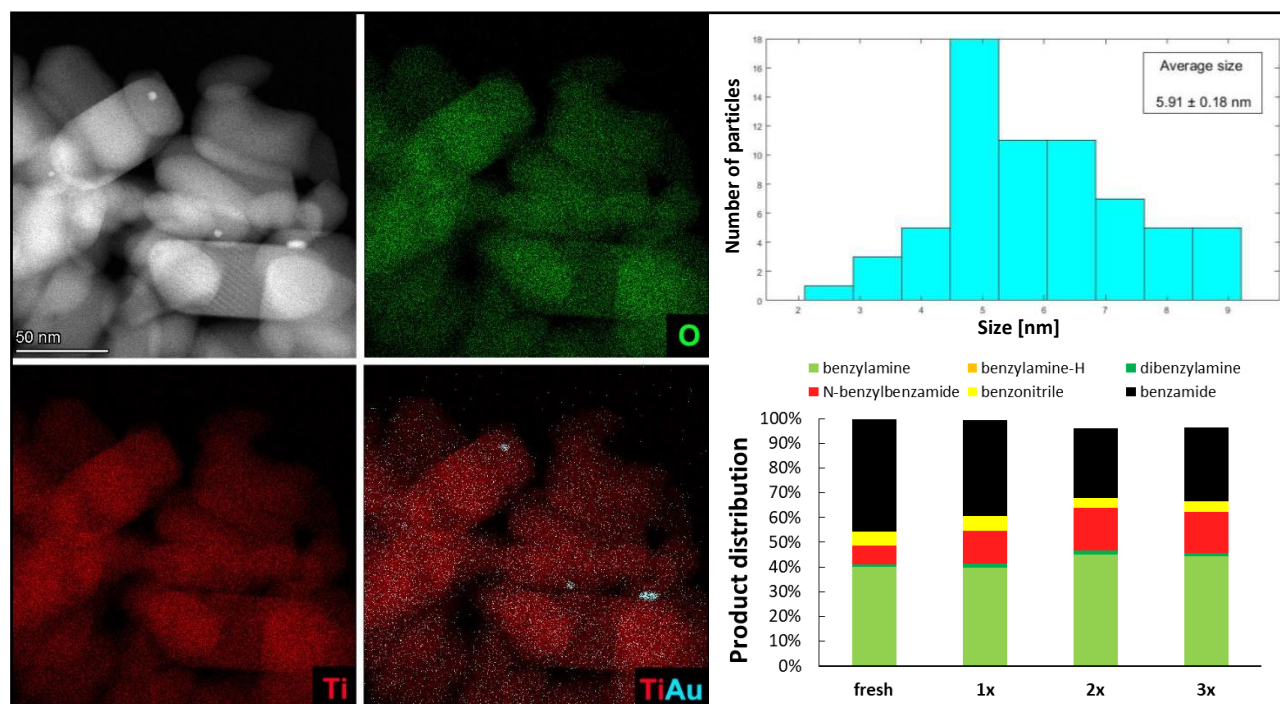 50 nm
O
Ti
TiAu
Number of particles
18
16
14
12
10
8
6
4
2
0
2 3 4 5 6 7 8 9
Size [nm]
Average size
5.91 ± 0.18 nm
benzylamine benzylamine-H dibenzylamine
N-benzylbenzamide benzonitrile benzamide
Product distribution
100%
90%
80%
70%
60%
50%
40%
30%
20%
10%
0%
fresh 1x 2x 3x